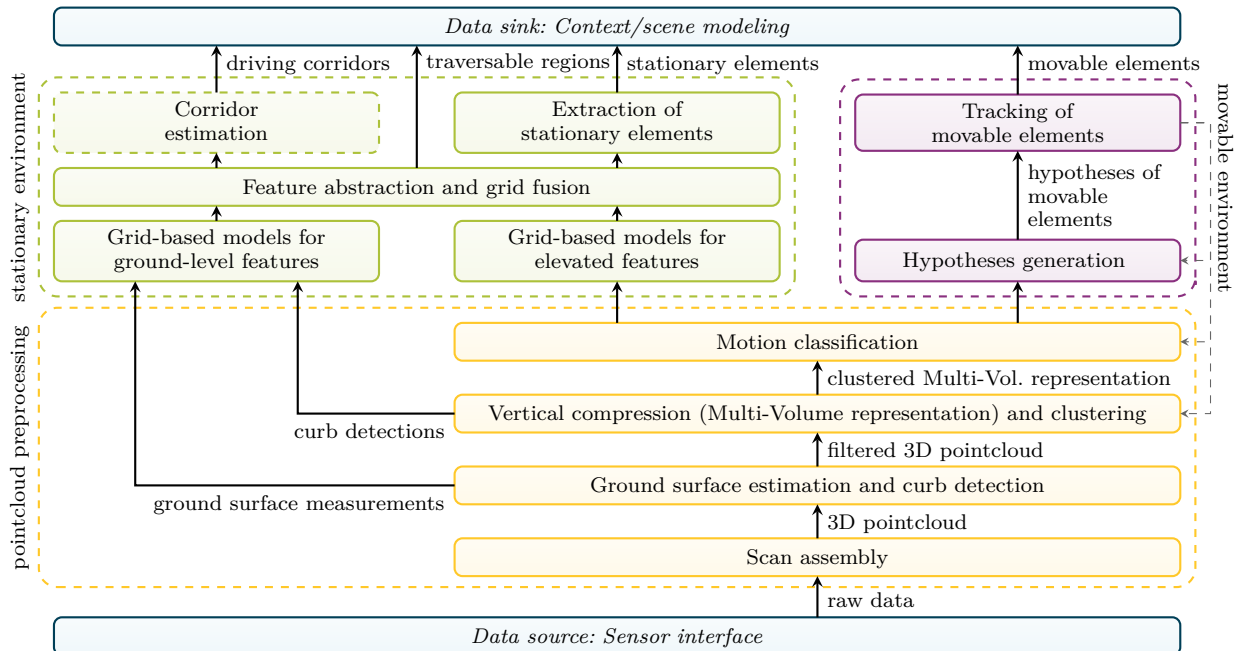 Data sink: Context/scene modeling
driving corridors
traversable regions
stationary elements
movable elements
stationary environment
Corridor
estimation
Extraction of
stationary elements
Tracking of
movable elements
movable environment
Feature abstraction and grid fusion
hypotheses of
movable
elements
Grid-based models for
ground-level features
Grid-based models for
elevated features
Hypotheses generation
pointcloud preprocessing
Motion classification
clustered Multi-Vol. representation
Vertical compression (Multi-Volume representation) and clustering
curb detections
filtered 3D pointcloud
Ground surface estimation and curb detection
ground surface measurements
3D pointcloud
Scan assembly
raw data
Data source: Sensor interface